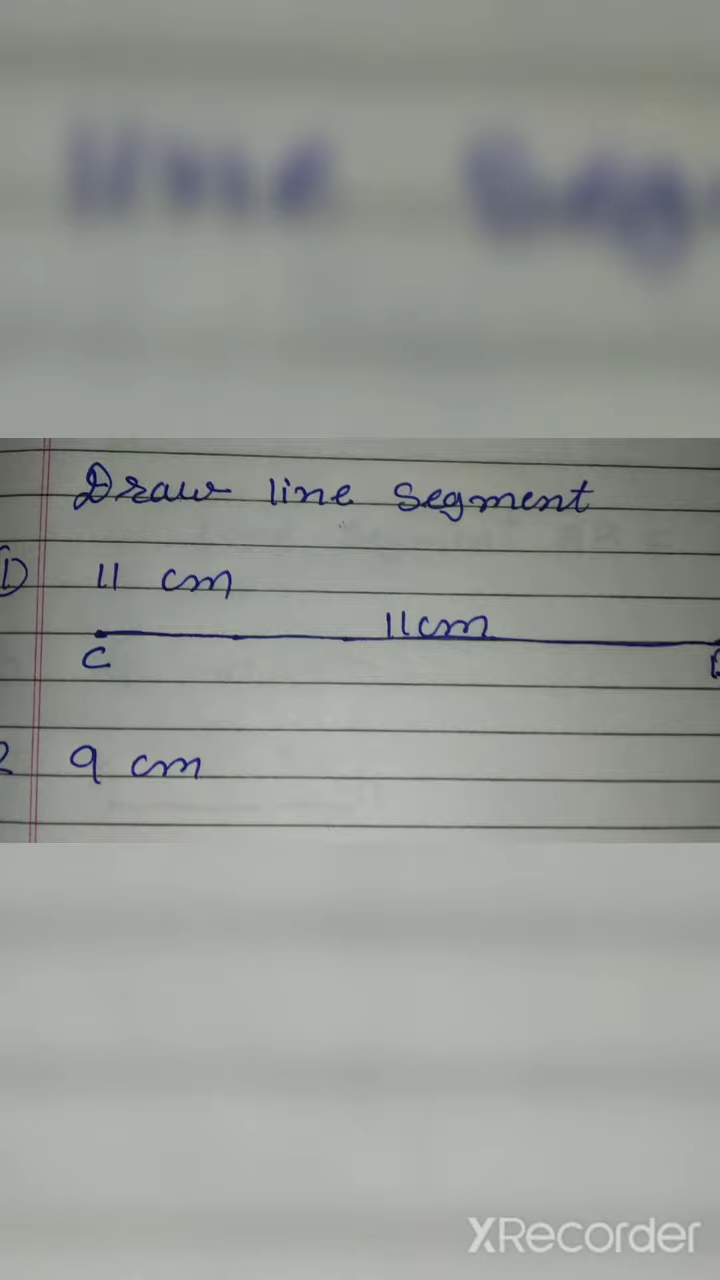 Draw line segment
① 11 cm
11cm
C
2 9 cm
XRecorder